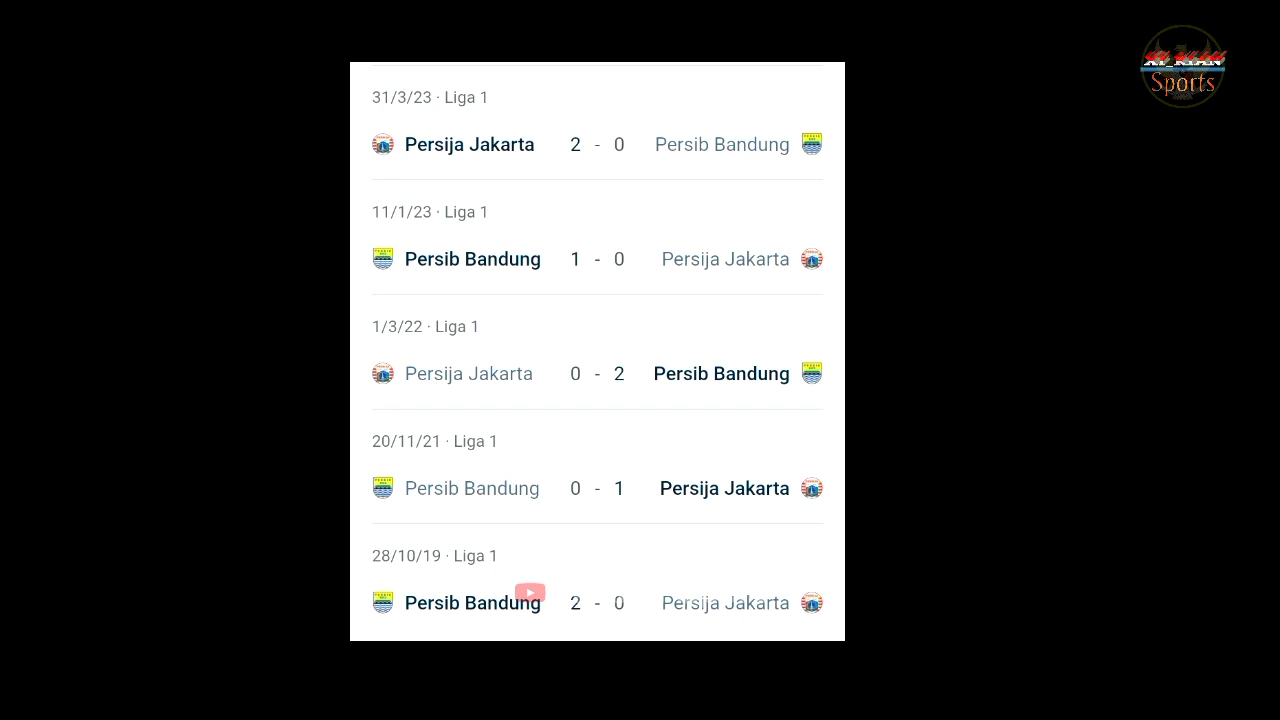 31/3/23 · Liga 1
Persija Jakarta 2 - 0 Persib Bandung
11/1/23 · Liga 1
Persib Bandung 1 - 0 Persija Jakarta
1/3/22 · Liga 1
Persija Jakarta 0 - 2 Persib Bandung
20/11/21 · Liga 1
Persib Bandung 0 - 1 Persija Jakarta
28/10/19 · Liga 1
Persib Bandung 2 - 0 Persija Jakarta
Sports